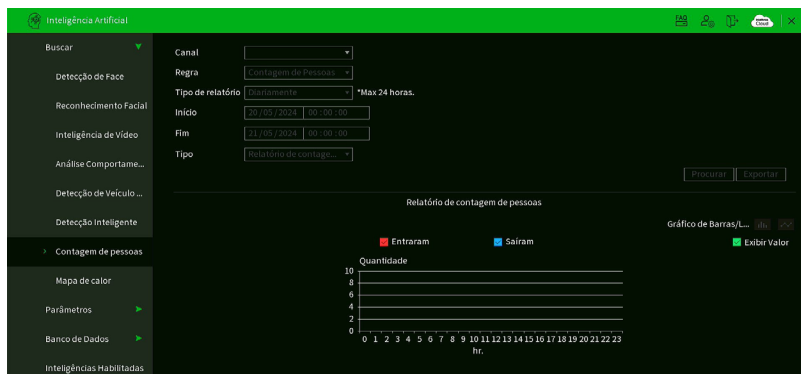 Inteligência Artificial
FAQ
Cloud
Buscar
Detecção de Face
Reconhecimento Facial
Inteligência de Vídeo
Análise Comportame...
Detecção de Veículo ...
Detecção Inteligente
Contagem de pessoas
Mapa de calor
Parâmetros
Banco de Dados
Inteligências Habilitadas
Canal
Regra Contagem de Pessoas
Tipo de relatório Diariamente *Max 24 horas.
Início 20/05/2024 00:00:00
Fim 21/05/2024 00:00:00
Tipo Relatório de contage...
Procurar Exportar
Relatório de contagem de pessoas
Gráfico de Barras/L...
Entraram Saíram Exibir Valor
Quantidade
10
8
6
4
2
0
0 1 2 3 4 5 6 7 8 9 10 11 12 13 14 15 16 17 18 19 20 21 22 23
hr.